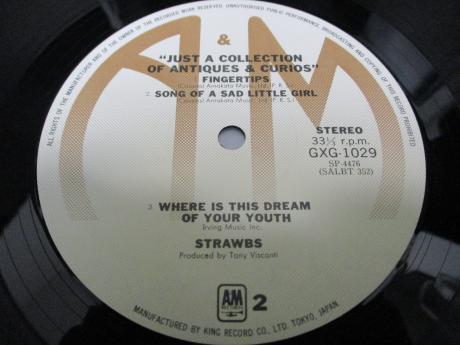 ALL RIGHTS OF THE MANUFACTURER AND OF THE OWNER OF THE RECORDED WORK RESERVED. UNAUTHORISED PUBLIC PERFORMANCE, BROADCASTING AND COPYING OF THIS RECORD PROHIBITED.
&
AM
"JUST A COLLECTION
OF ANTIQUES & CURIOS"
FINGERTIPS
2. SONG OF A SAD LITTLE GIRL
STEREO
33⅓ r.p.m.
GXG-1029
SP-4476
(SALBT 352)
3. WHERE IS THIS DREAM
OF YOUR YOUTH
Irving Music Inc.
STRAWBS
Produced by Tony Visconti
AM
RECORDS
2
MANUFACTURED BY KING RECORD CO., LTD. TOKYO, JAPAN.